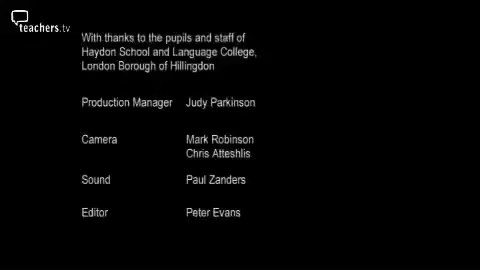 teachers.tv
With thanks to the pupils and staff of
Haydon School and Language College,
London Borough of Hillingdon
Production Manager Judy Parkinson
Camera Mark Robinson
Chris Atteshlis
Sound Paul Zanders
Editor Peter Evans